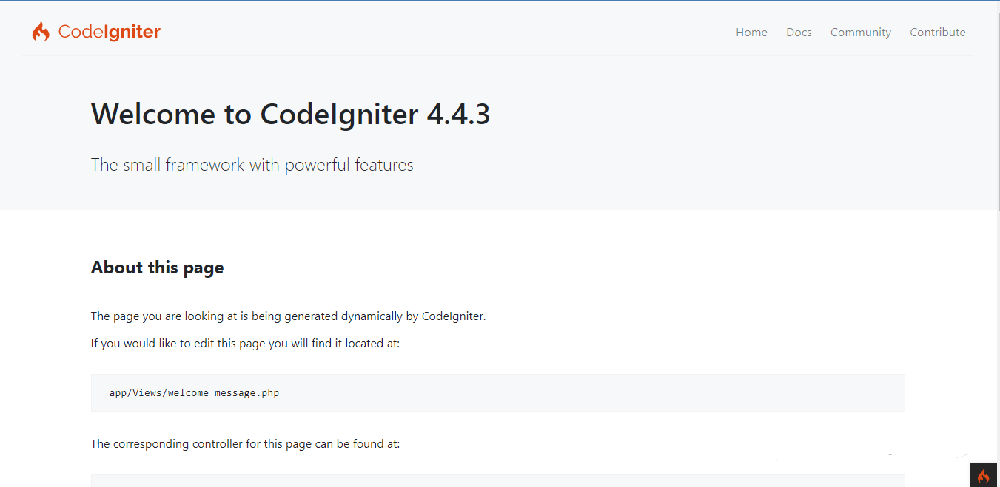 CodeIgniter
Home Docs Community Contribute
Welcome to CodeIgniter 4.4.3
The small framework with powerful features
About this page
The page you are looking at is being generated dynamically by CodeIgniter.
If you would like to edit this page you will find it located at:
app/Views/welcome_message.php
The corresponding controller for this page can be found at: